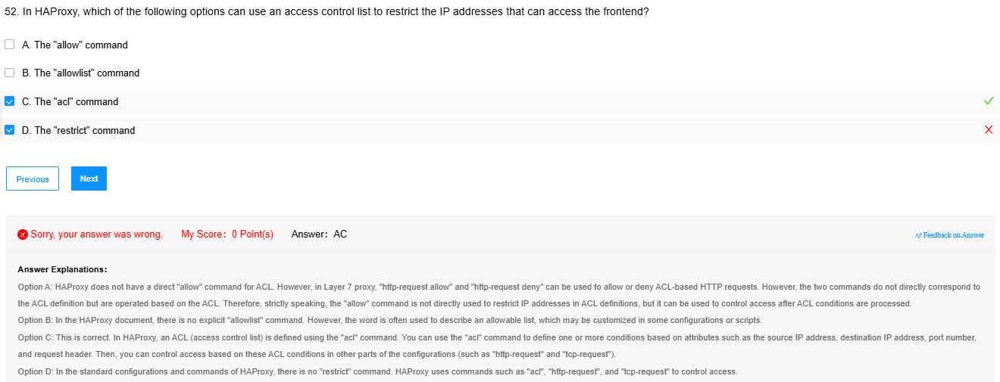 52. In HAProxy, which of the following options can use an access control list to restrict the IP addresses that can access the frontend?
A. The "allow" command
B. The "allowlist" command
C. The "acl" command
D. The "restrict" command
Previous Next
Sorry, your answer was wrong. My Score: 0 Point(s) Answer: AC Feedback on Answer
Answer Explanations:
Option A: HAProxy does not have a direct "allow" command for ACL. However, in Layer 7 proxy, "http-request allow" and "http-request deny" can be used to allow or deny ACL-based HTTP requests. However, the two commands do not directly correspond to
the ACL definition but are operated based on the ACL. Therefore, strictly speaking, the "allow" command is not directly used to restrict IP addresses in ACL definitions, but it can be used to control access after ACL conditions are processed.
Option B: In the HAProxy document, there is no explicit "allowlist" command. However, the word is often used to describe an allowable list, which may be customized in some configurations or scripts.
Option C: This is correct. In HAProxy, an ACL (access control list) is defined using the "acl" command. You can use the "acl" command to define one or more conditions based on attributes such as the source IP address, destination IP address, port number,
and request header. Then, you can control access based on these ACL conditions in other parts of the configurations (such as "http-request" and "tcp-request").
Option D: In the standard configurations and commands of HAProxy, there is no "restrict" command. HAProxy uses commands such as "acl", "http-request", and "tcp-request" to control access.